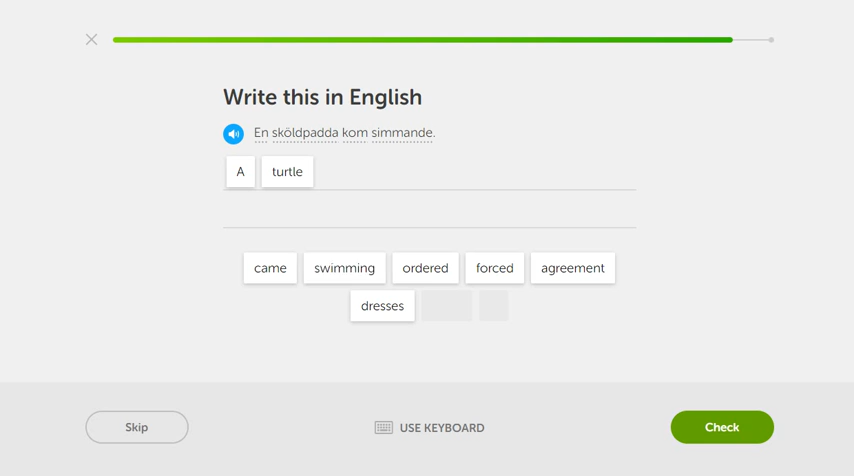 Write this in English
En sköldpadda kom simmande.
A turtle
came swimming ordered forced agreement
dresses
Skip USE KEYBOARD Check